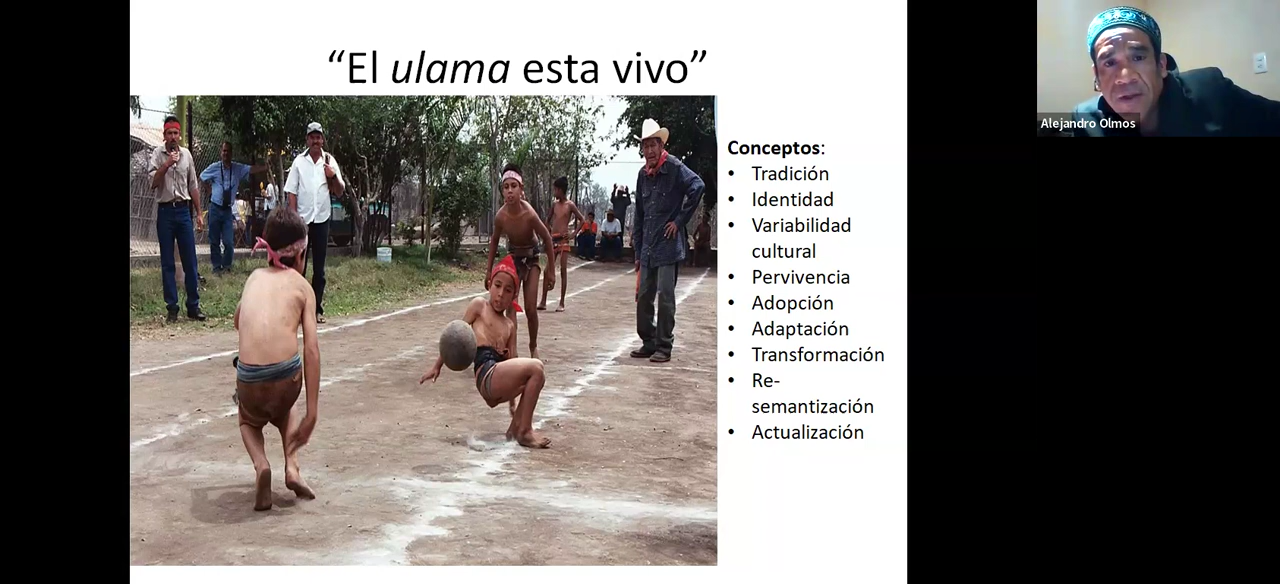 “El ulama esta vivo”
Alejandro Olmos
Conceptos:
• Tradición
• Identidad
• Variabilidad
cultural
• Pervivencia
• Adopción
• Adaptación
• Transformación
• Re-
semantización
• Actualización